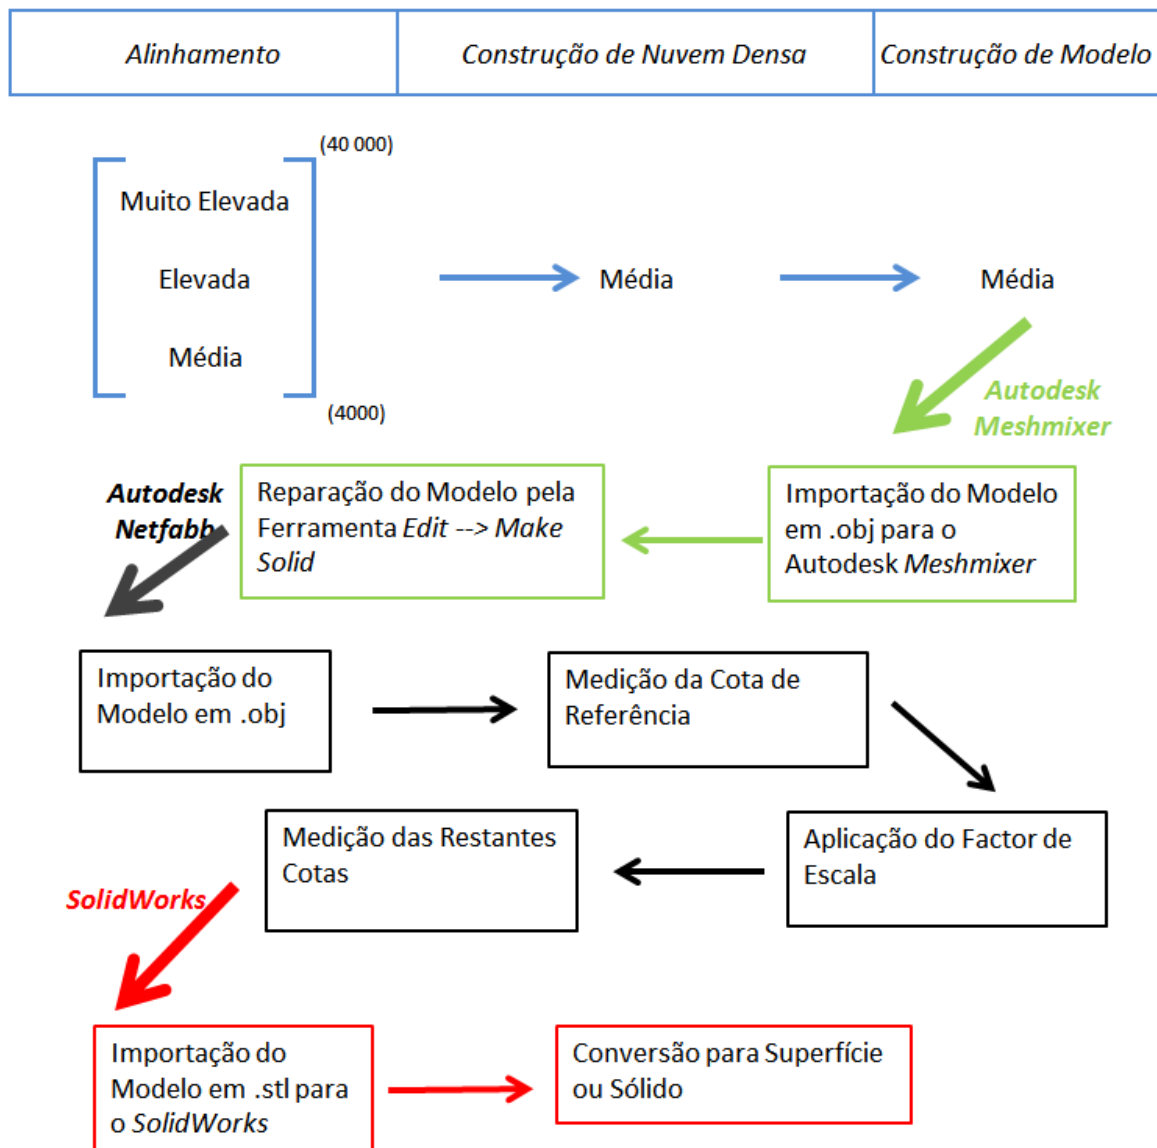 Alinhamento
Construção de Nuvem Densa
Construção de Modelo
(40 000)
Muito Elevada
Elevada
Média
(4000)
Média
Média
Autodesk
Meshmixer
Autodesk
Netfabb
Reparação do Modelo pela
Ferramenta Edit --> Make
Solid
Importação do Modelo
em .obj para o
Autodesk Meshmixer
Importação do
Modelo em .obj
Medição da Cota de
Referência
Medição das Restantes
Cotas
Aplicação do Factor de
Escala
SolidWorks
Importação do
Modelo em .stl para
o SolidWorks
Conversão para Superfície
ou Sólido